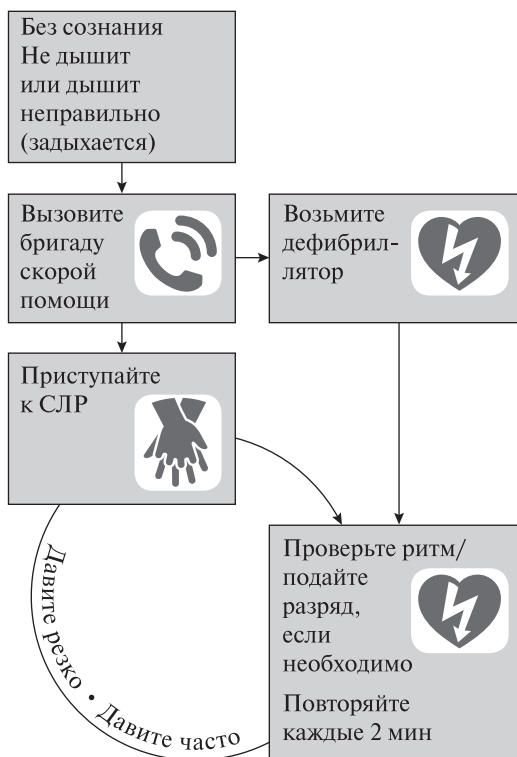 Без сознания
Не дышит
или дышит
неправильно
(задыхается)
Вызовите
бригаду
скорой
помощи
Возьмите
дефибрил-
лятор
Приступайте
к СЛР
Проверьте ритм/
подайте
разряд,
если
необходимо
Повторяйте
каждые 2 мин
Давите резко • Давите часто